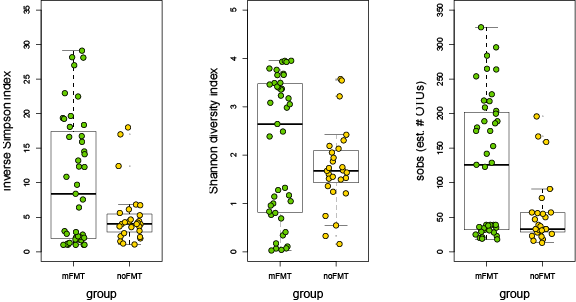 inverse Simpson index
35
30
25
20
15
10
5
0
mFMT noFMT
group
Shannon diversity index
5
4
3
2
1
0
mFMT noFMT
group
sobs (est. # OTUs)
350
300
250
200
150
100
50
0
mFMT noFMT
group